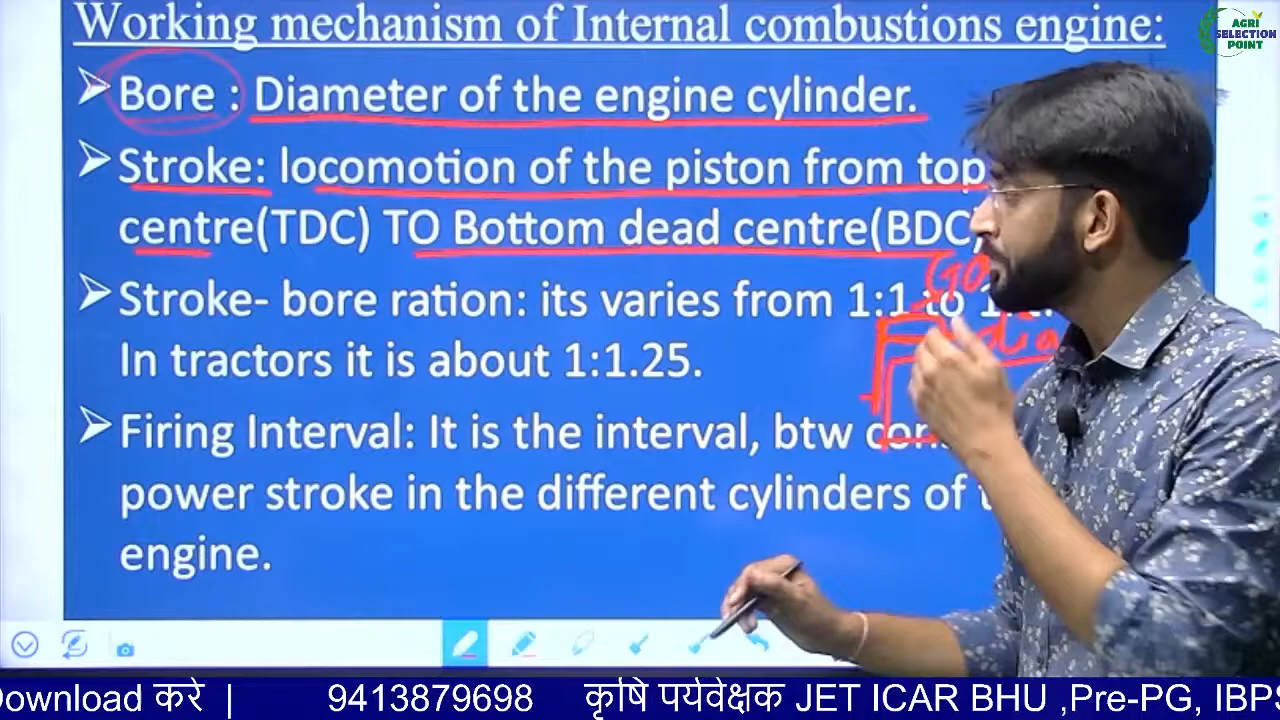 Working mechanism of Internal combustions engine:
AGRI
SELECTION
POINT
Bore : Diameter of the engine cylinder.
Stroke: locomotion of the piston from top
centre(TDC) TO Bottom dead centre(BDC)
Stroke- bore ration: its varies from 1:1 to
In tractors it is about 1:1.25.
Firing Interval: It is the interval, btw
power stroke in the different cylinders of
engine.
Download करे | 9413879698 कृषि पर्यवेक्षक JET ICAR BHU ,Pre-PG, IBPS